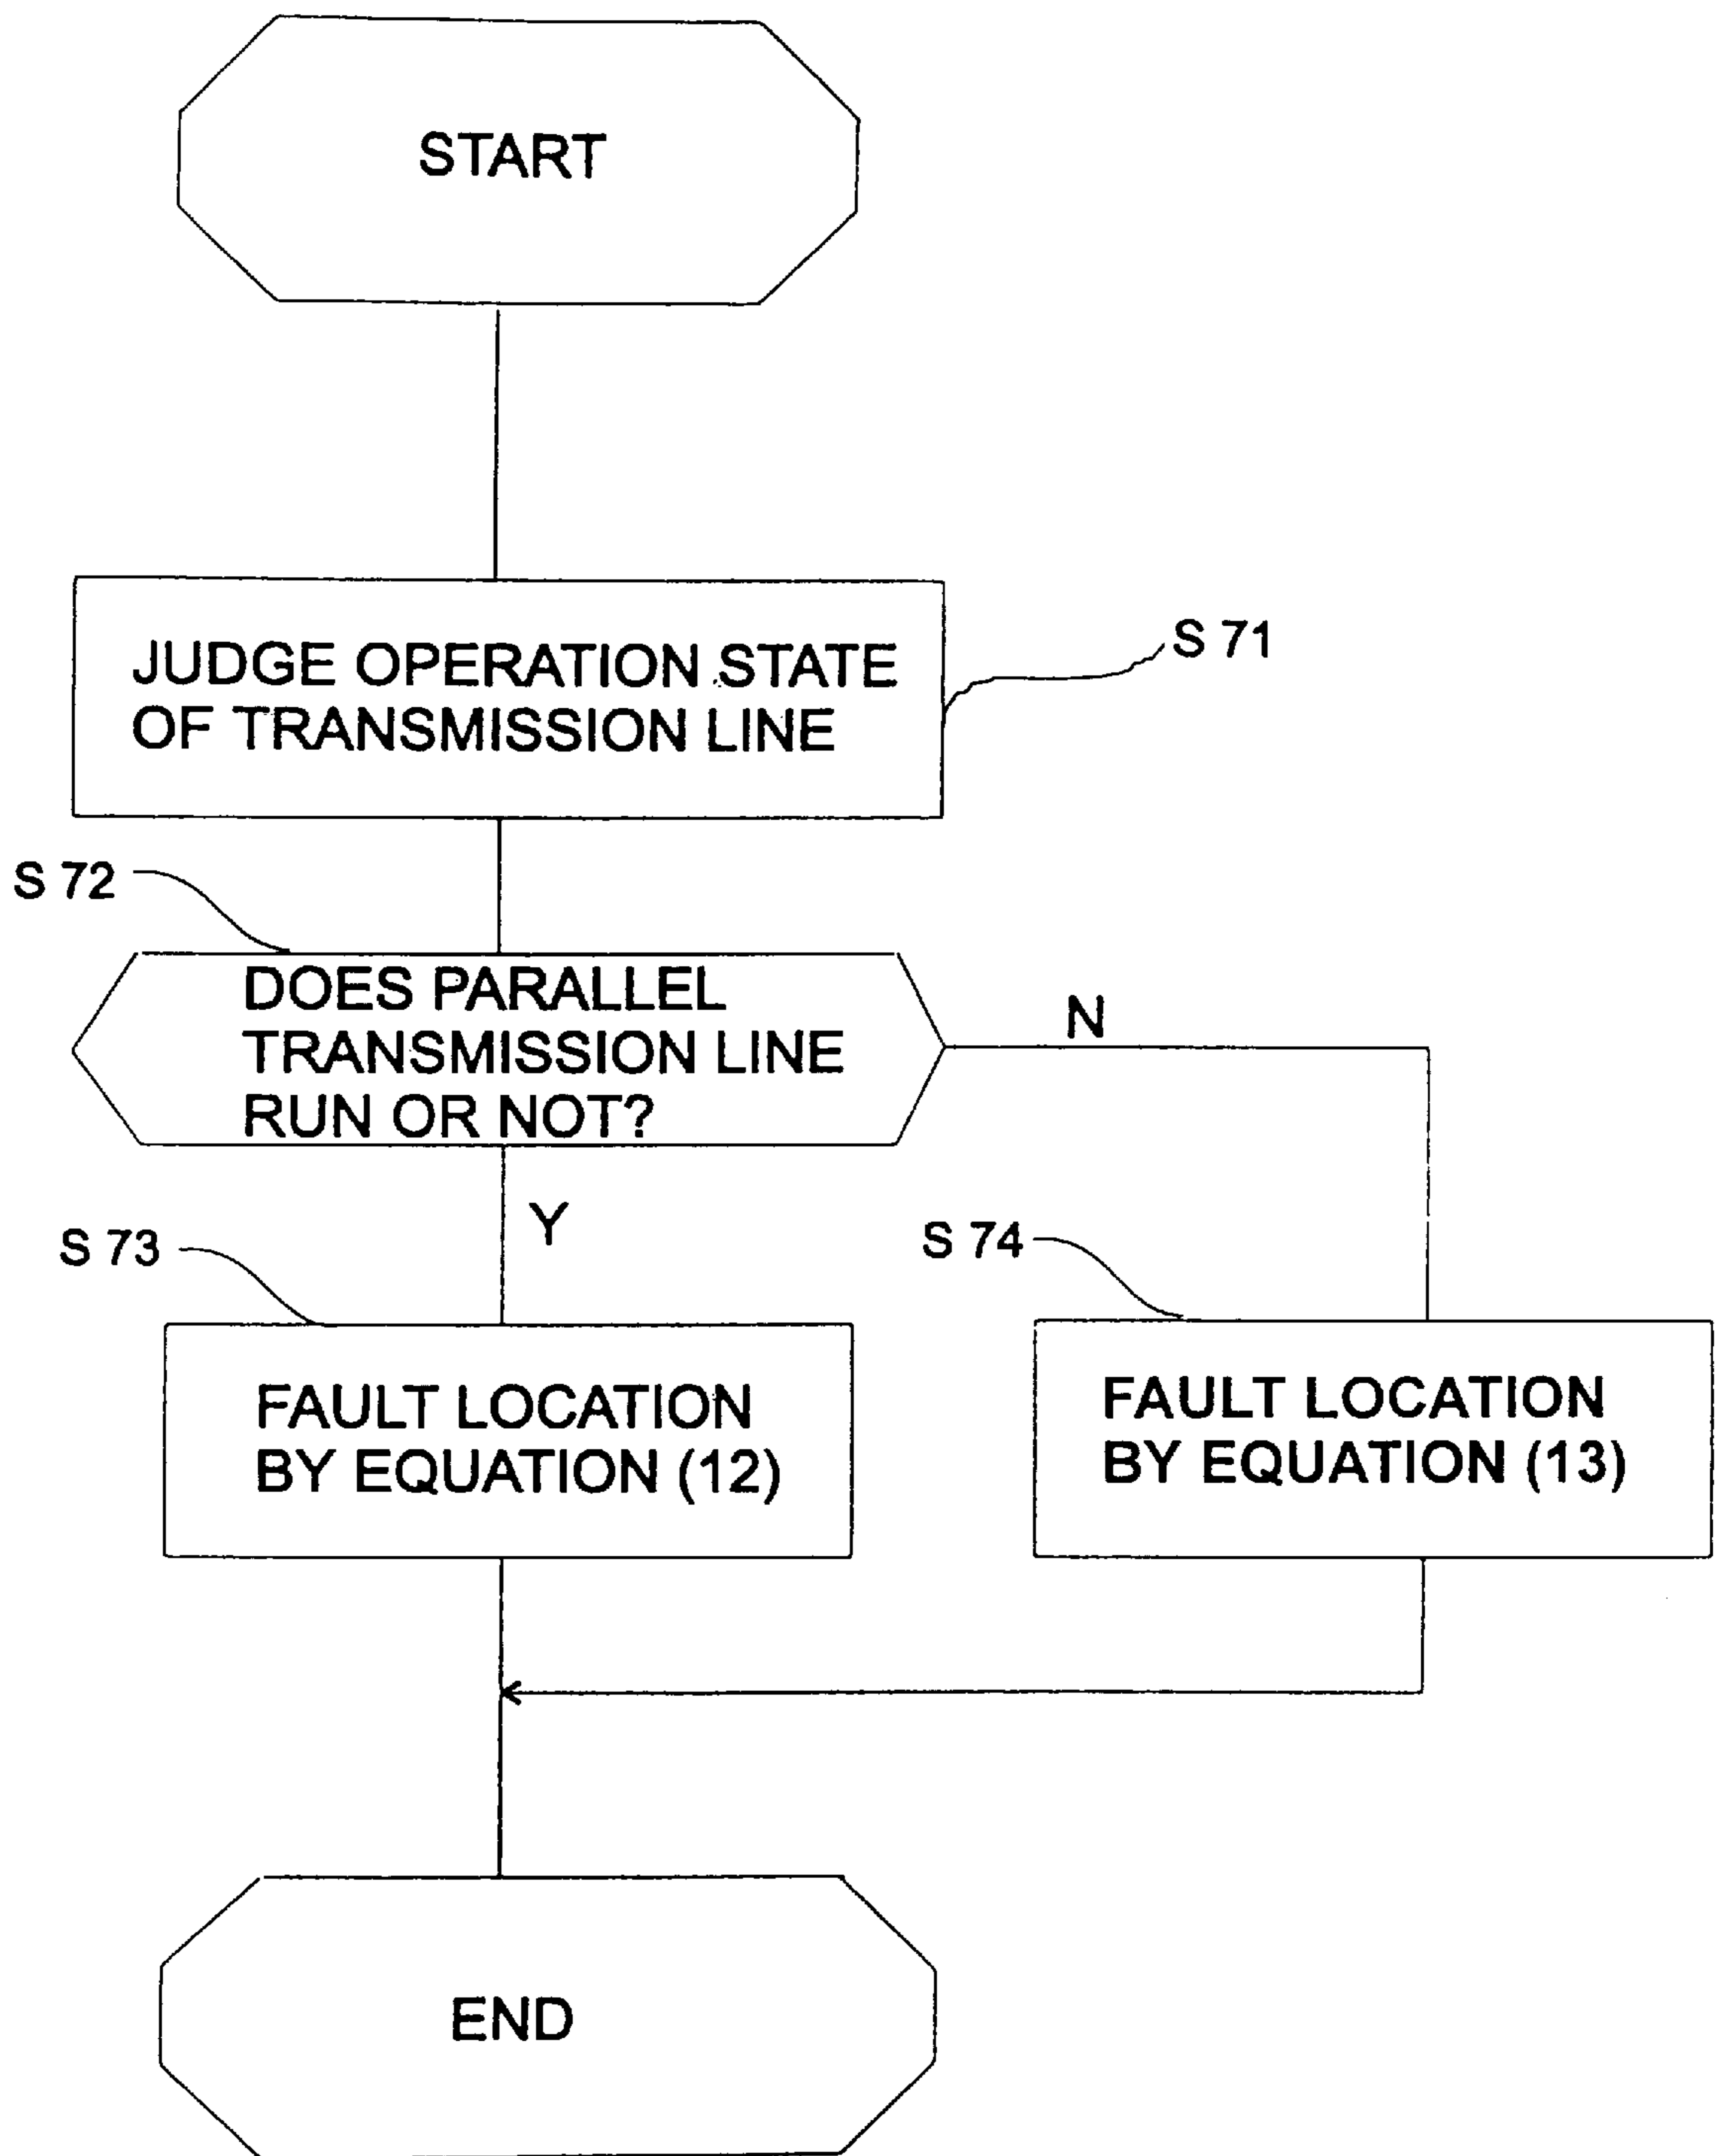 START
JUDGE OPERATION STATE
OF TRANSMISSION LINE
S 71
S 72
DOES PARALLEL
TRANSMISSION LINE
RUN OR NOT?
N
Y
S 73
S 74
FAULT LOCATION
BY EQUATION (12)
FAULT LOCATION
BY EQUATION (13)
END